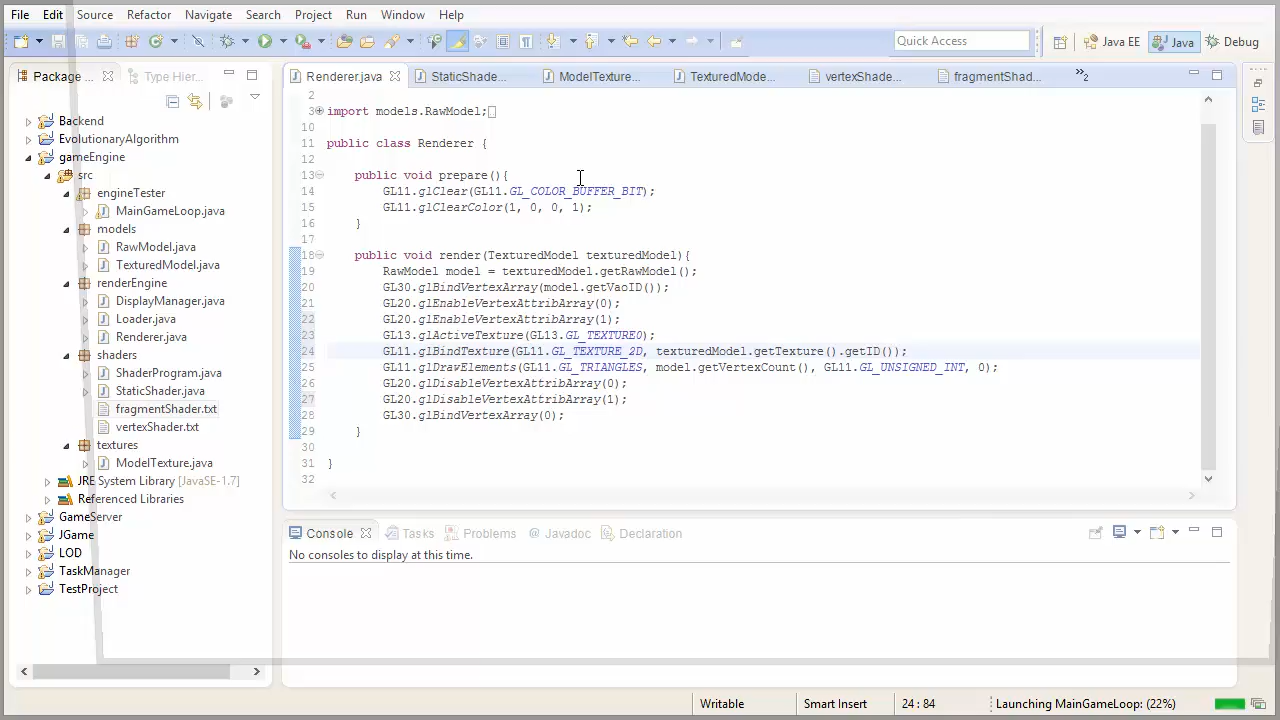 File Edit Source Refactor Navigate Search Project Run Window Help
Quick Access
Java EE
Java
Debug
Package ...
Type Hier...
Backend
EvolutionaryAlgorithm
gameEngine
src
engineTester
MainGameLoop.java
models
RawModel.java
TexturedModel.java
renderEngine
DisplayManager.java
Loader.java
Renderer.java
shaders
ShaderProgram.java
StaticShader.java
fragmentShader.txt
vertexShader.txt
textures
ModelTexture.java
JRE System Library [JavaSE-1.7]
Referenced Libraries
GameServer
JGame
LOD
TaskManager
TestProject
Renderer.java
StaticShade...
ModelTexture...
TexturedMode...
vertexShade...
fragmentShad...
»2
2
3 import models.RawModel;
10
11 public class Renderer {
12
13 public void prepare(){
14 GL11.glClear(GL11.GL_COLOR_BUFFER_BIT);
15 GL11.glClearColor(1, 0, 0, 1);
16 }
17
18 public void render(TexturedModel texturedModel){
19 RawModel model = texturedModel.getRawModel();
20 GL30.glBindVertexArray(model.getVaoID());
21 GL20.glEnableVertexAttribArray(0);
22 GL20.glEnableVertexAttribArray(1);
23 GL13.glActiveTexture(GL13.GL_TEXTURE0);
24 GL11.glBindTexture(GL11.GL_TEXTURE_2D, texturedModel.getTexture().getID());
25 GL11.glDrawElements(GL11.GL_TRIANGLES, model.getVertexCount(), GL11.GL_UNSIGNED_INT, 0);
26 GL20.glDisableVertexAttribArray(0);
27 GL20.glDisableVertexAttribArray(1);
28 GL30.glBindVertexArray(0);
29 }
30
31 }
32
Console
Tasks
Problems
@ Javadoc
Declaration
No consoles to display at this time.
Writable
Smart Insert
24 : 84
Launching MainGameLoop: (22%)